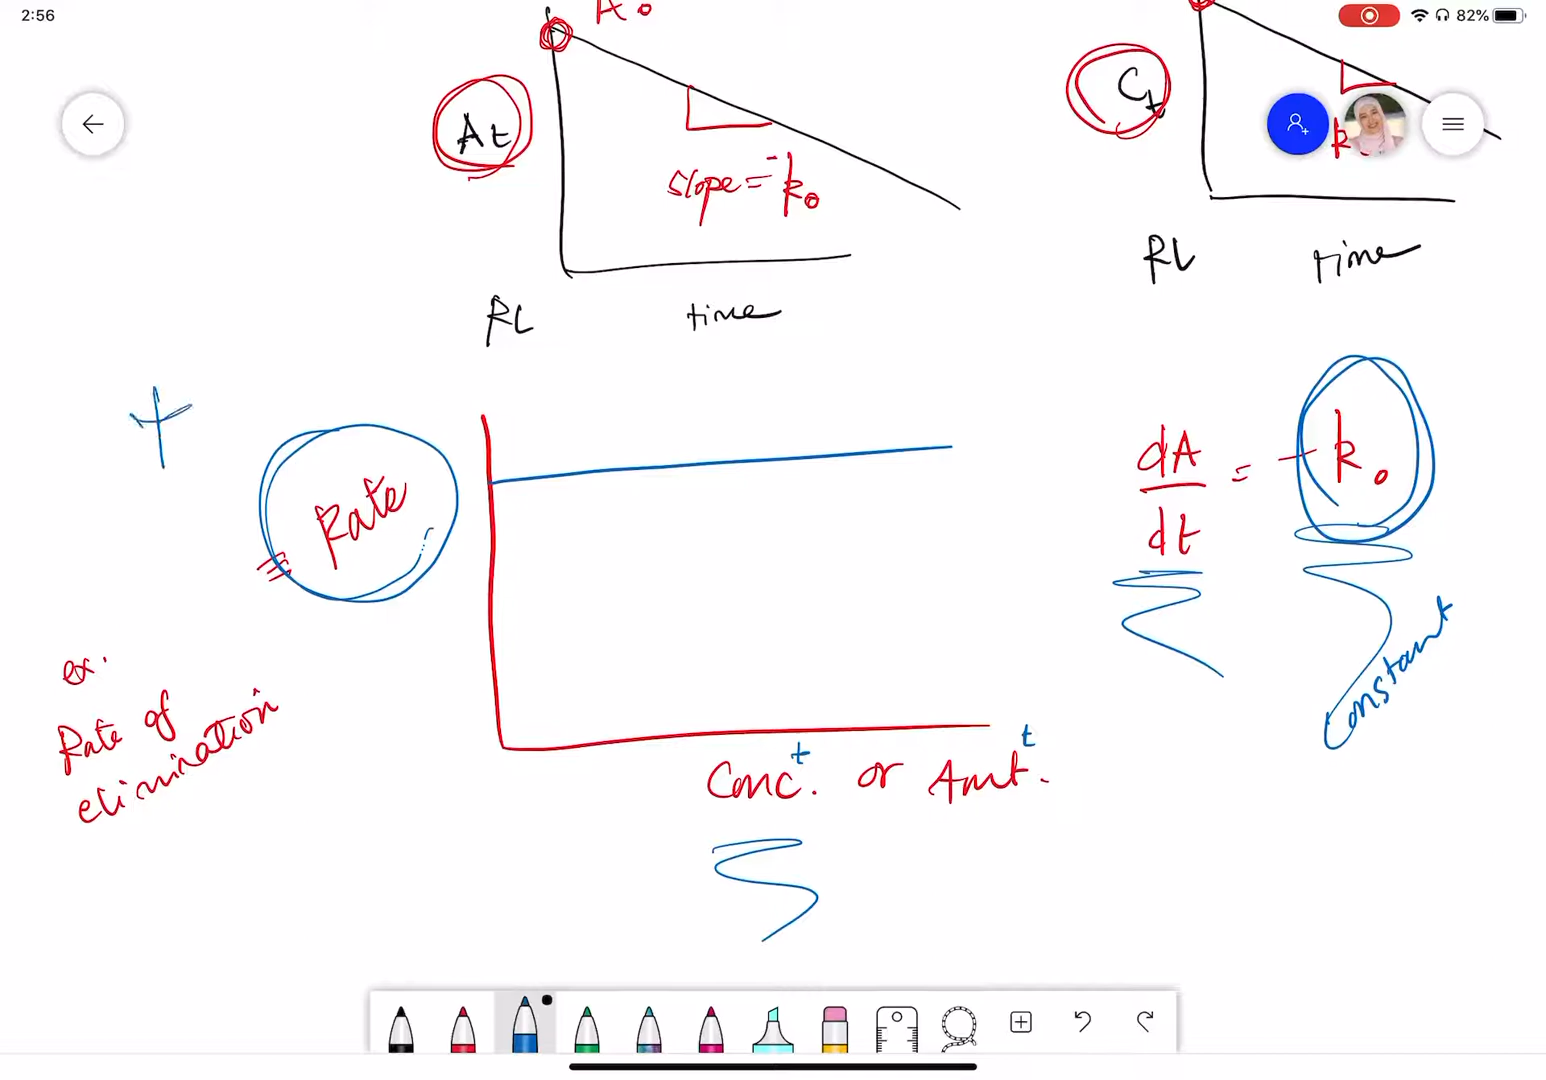 2:56
82%
A₀
At
slope = -k₀
RL
time
Ct
k
RL
time
Rate
dA
dt
= - k₀
constant
ex:
Rate of
elimination
Conc.ᵗ or Amt.ᵗ